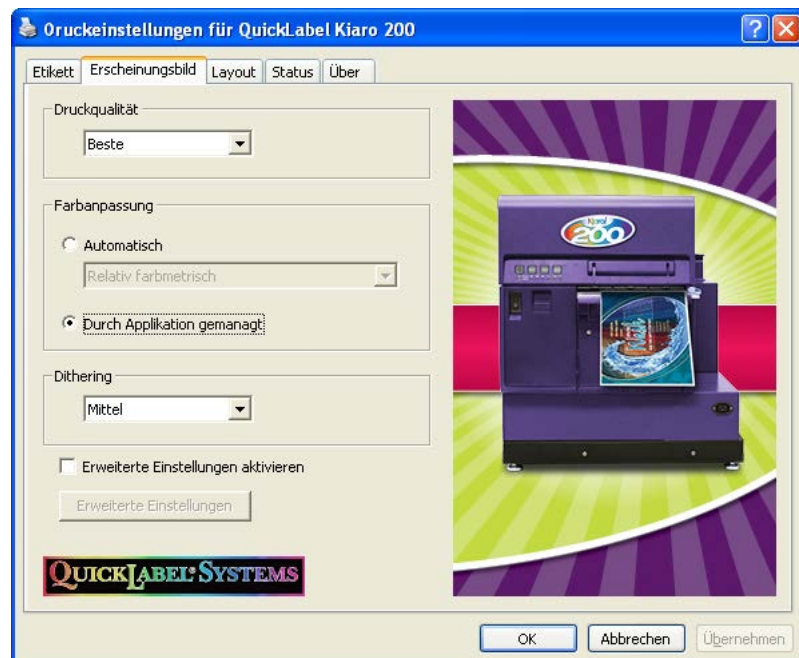 Oruckeinstellungen für QuickLabel Kiaro 200
Etikett Erscheinungsbild Layout Status Über
Druckqualität
Beste
Farbanpassung
Automatisch
Relativ farbmetrisch
Durch Applikation gemanagt
Dithering
Mittel
Erweiterte Einstellungen aktivieren
Erweiterte Einstellungen
QUICKLABEL® SYSTEMS
Kiaro!
200
OK Abbrechen Übernehmen